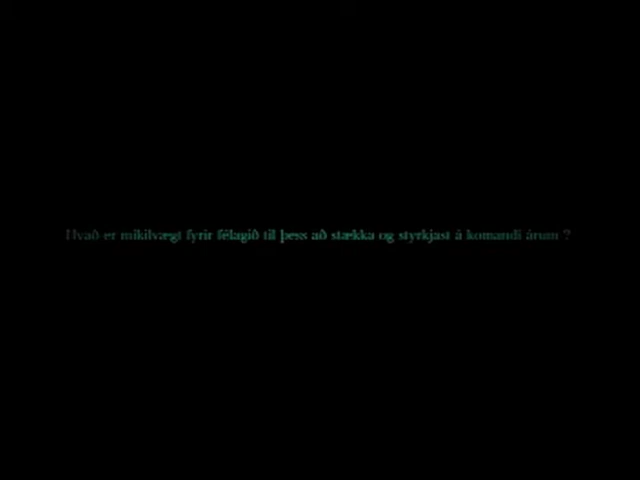 Hvað er mikilvægt fyrir félagið til þess að stækka og styrkjast á komandi árum ?